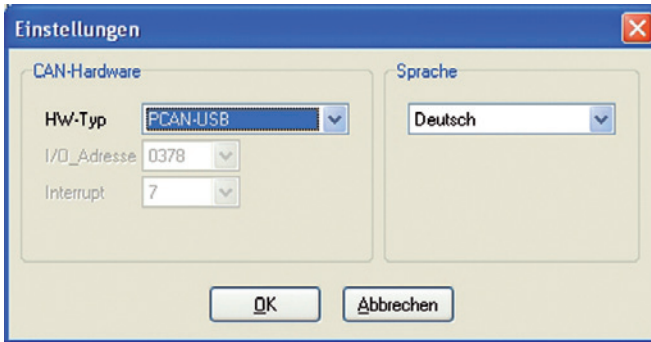 Einstellungen
CAN-Hardware
HW-Typ PCAN-USB
I/O_Adresse 0378
Interrupt 7
Sprache
Deutsch
OK Abbrechen